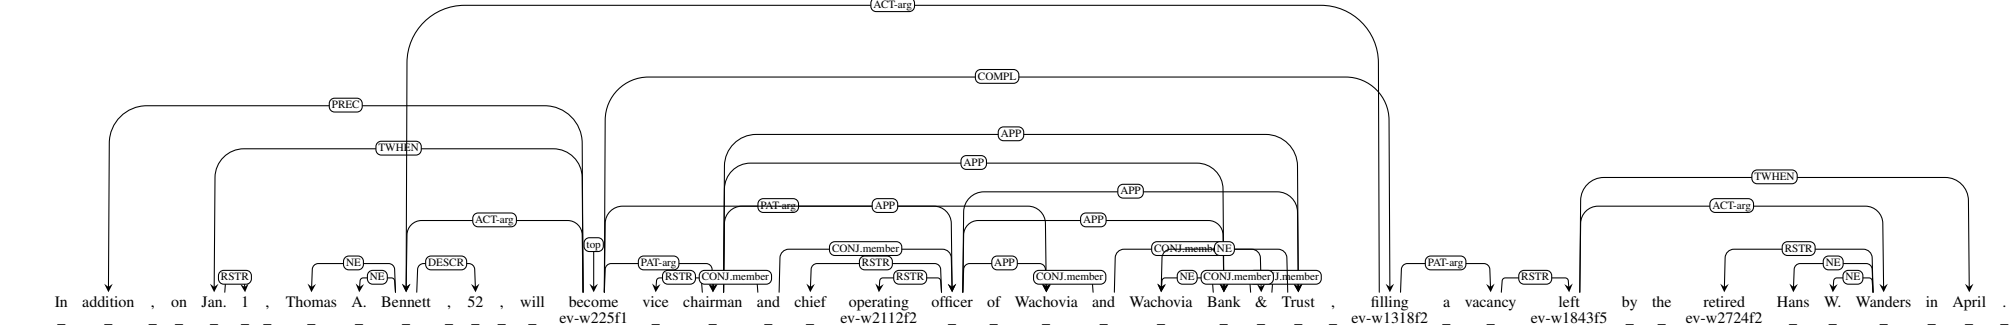 ACT-arg
COMPL
PREC
APP
TWHEN
APP
TWHEN
APP
PAT-arg APP ACT-arg
ACT-arg APP
top CONJ.member CONJ.memb NE RSTR
NE DESCR PAT-arg RSTR APP PAT-arg NE
RSTR NE RSTR CONJ.member RSTR CONJ.member NE CONJ.member J.member RSTR NE
In addition , on Jan. 1 , Thomas A. Bennett , 52 , will become vice chairman and chief operating officer of Wachovia and Wachovia Bank & Trust , filling a vacancy left by the retired Hans W. Wanders in April .
_ _ _ _ _ _ _ _ _ _ _ _ _ _ ev-w225f1 _ _ _ _ ev-w2112f2 _ _ _ _ _ _ _ _ _ ev-w1318f2 _ _ ev-w1843f5 _ _ ev-w2724f2 _ _ _ _ _ _